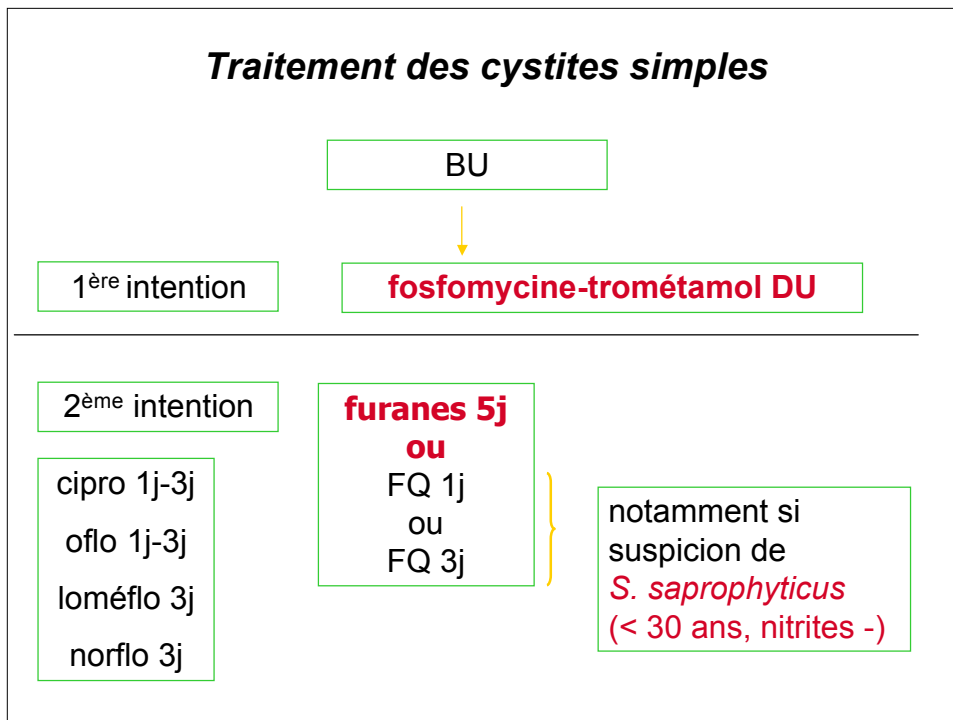 Traitement des cystites simples
BU
1ère intention
fosfomycine-trométamol DU
2ème intention
cipro 1j-3j
oflo 1j-3j
loméflo 3j
norflo 3j
furanes 5j
ou
FQ 1j
ou
FQ 3j
notamment si
suspicion de
S. saprophyticus
(< 30 ans, nitrites -)